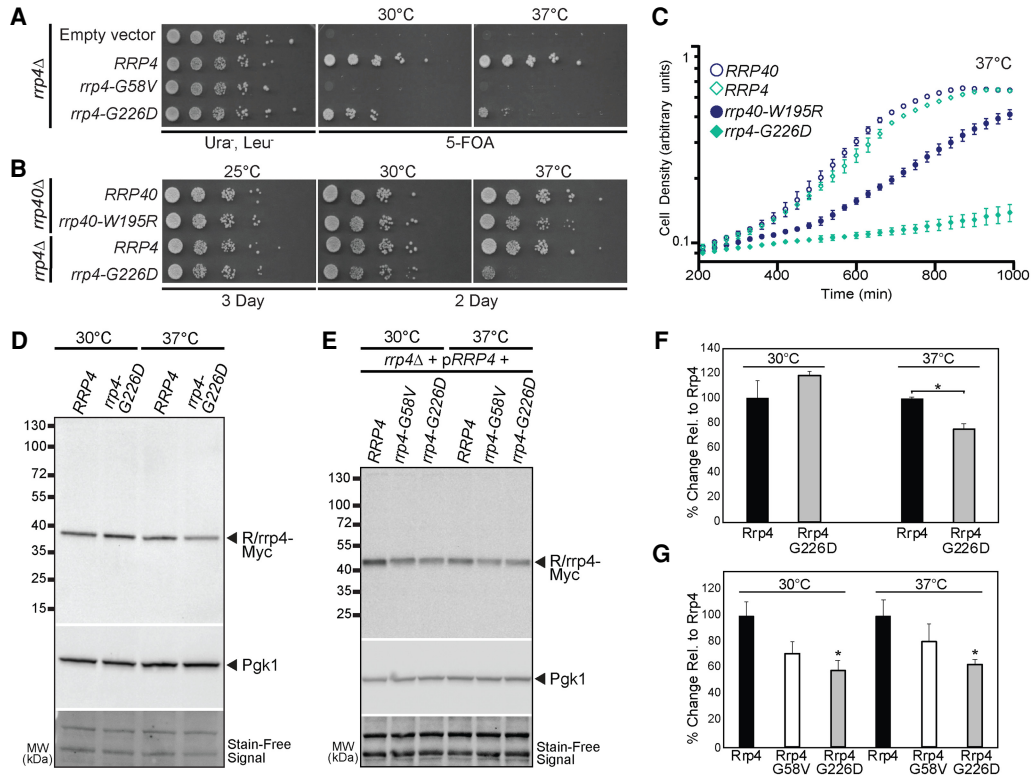 A
30°C
37°C
rrp4Δ
Empty vector
RRP4
rrp4-G58V
rrp4-G226D
Ura-, Leu-
5-FOA
B
25°C
30°C
37°C
rrp40Δ
RRP40
rrp40-W195R
rrp4Δ
RRP4
rrp4-G226D
3 Day
2 Day
C
37°C
Cell Density (arbitrary units)
1
0.1
RRP40
RRP4
rrp40-W195R
rrp4-G226D
200
400
600
800
1000
Time (min)
D
30°C
37°C
RRP4
rrp4-G226D
RRP4
rrp4-G226D
130
100
72
55
40
35
25
15
R/rrp4-Myc
Pgk1
MW (kDa)
Stain-Free Signal
E
30°C
37°C
rrp4Δ + pRRP4 +
RRP4
rrp4-G58V
rrp4-G226D
RRP4
rrp4-G58V
rrp4-G226D
130
100
72
55
40
35
25
R/rrp4-Myc
Pgk1
MW (kDa)
Stain-Free Signal
F
% Change Rel. to Rrp4
140
120
100
80
60
40
20
0
30°C
37°C
*
Rrp4
Rrp4 G226D
Rrp4
Rrp4 G226D
G
% Change Rel. to Rrp4
120
100
80
60
40
20
0
30°C
37°C
*
*
Rrp4
Rrp4 G58V
Rrp4 G226D
Rrp4
Rrp4 G58V
Rrp4 G226D